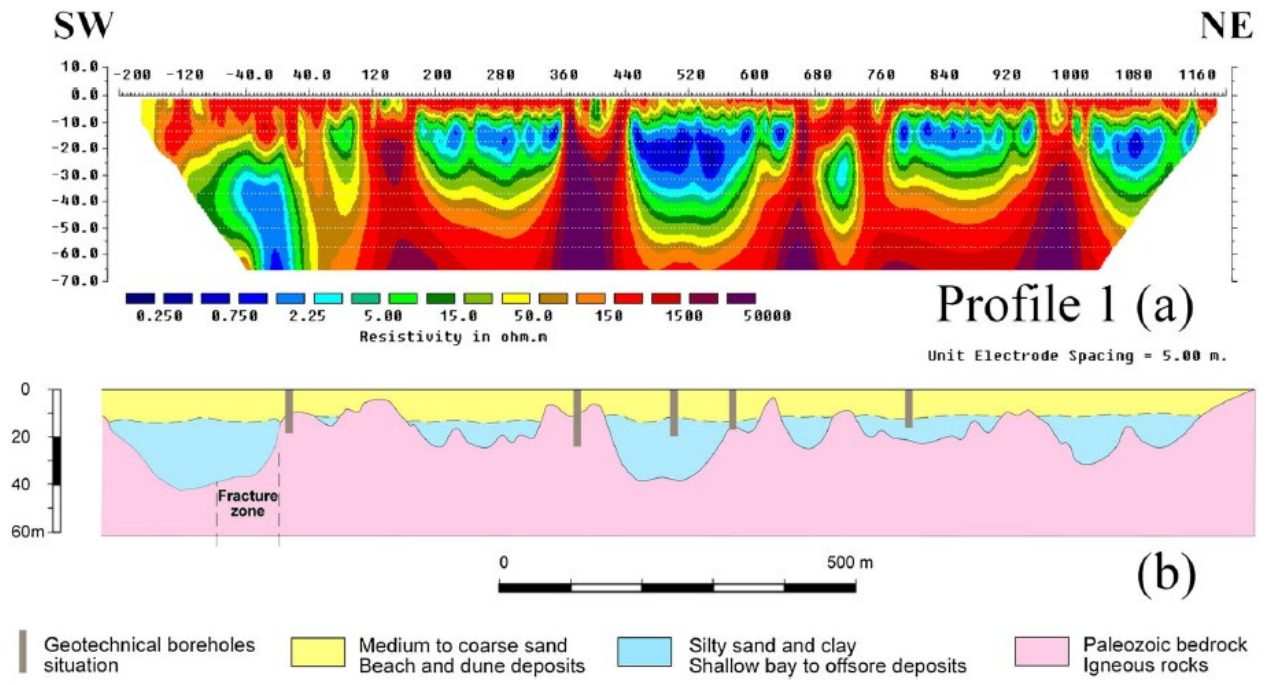 SW NE
10.0 -200 -120 -40.0 40.0 120 200 280 360 440 520 600 680 760 840 920 1000 1080 1160
0.0
-10.0
-20.0
-30.0
-40.0
-50.0
-60.0
-70.0
0.250 0.750 2.25 5.00 15.0 50.0 150 1500 50000
Resistivity in ohm.m
Profile 1 (a)
Unit Electrode Spacing = 5.00 m.
0
20
40
60m
Fracture
zone
0 500 m
(b)
Geotechnical boreholes
situation
Medium to coarse sand
Beach and dune deposits
Silty sand and clay
Shallow bay to offsore deposits
Paleozoic bedrock
Igneous rocks